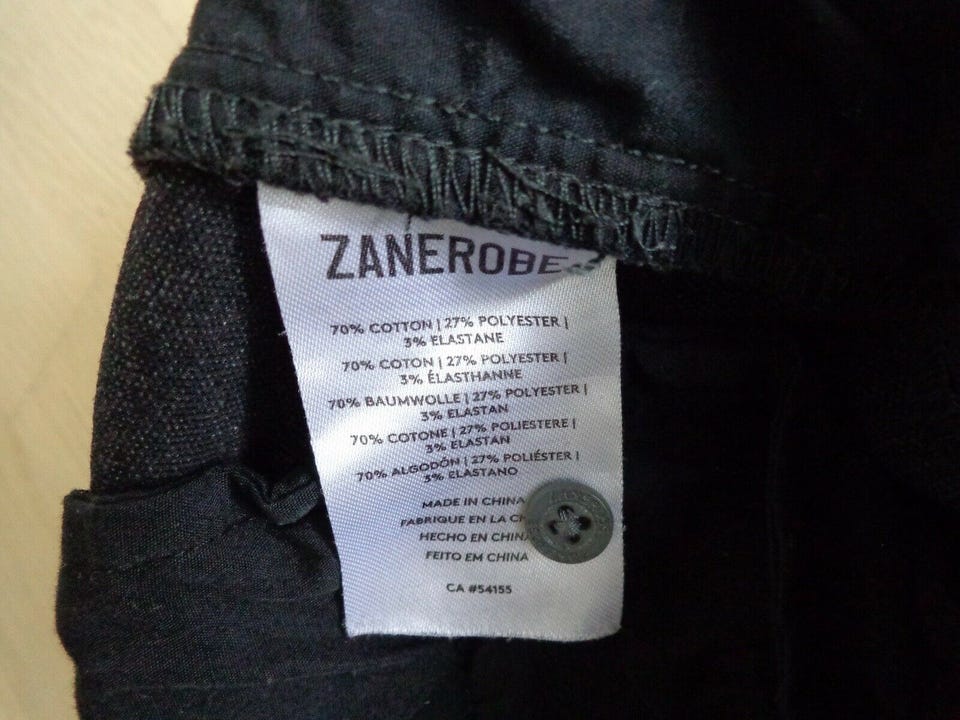 ZANEROBE
70% COTTON | 27% POLYESTER |
3% ELASTANE
70% COTON | 27% POLYESTER |
3% ÉLASTHANNE
70% BAUMWOLLE | 27% POLYESTER |
3% ELASTAN
70% COTONE | 27% POLIESTERE |
3% ELASTAN
70% ALGODÓN | 27% POLIÉSTER |
3% ELASTANO
MADE IN CHINA
FABRIQUE EN LA
HECHO EN CHINA
FEITO EM CHINA
CA #54155